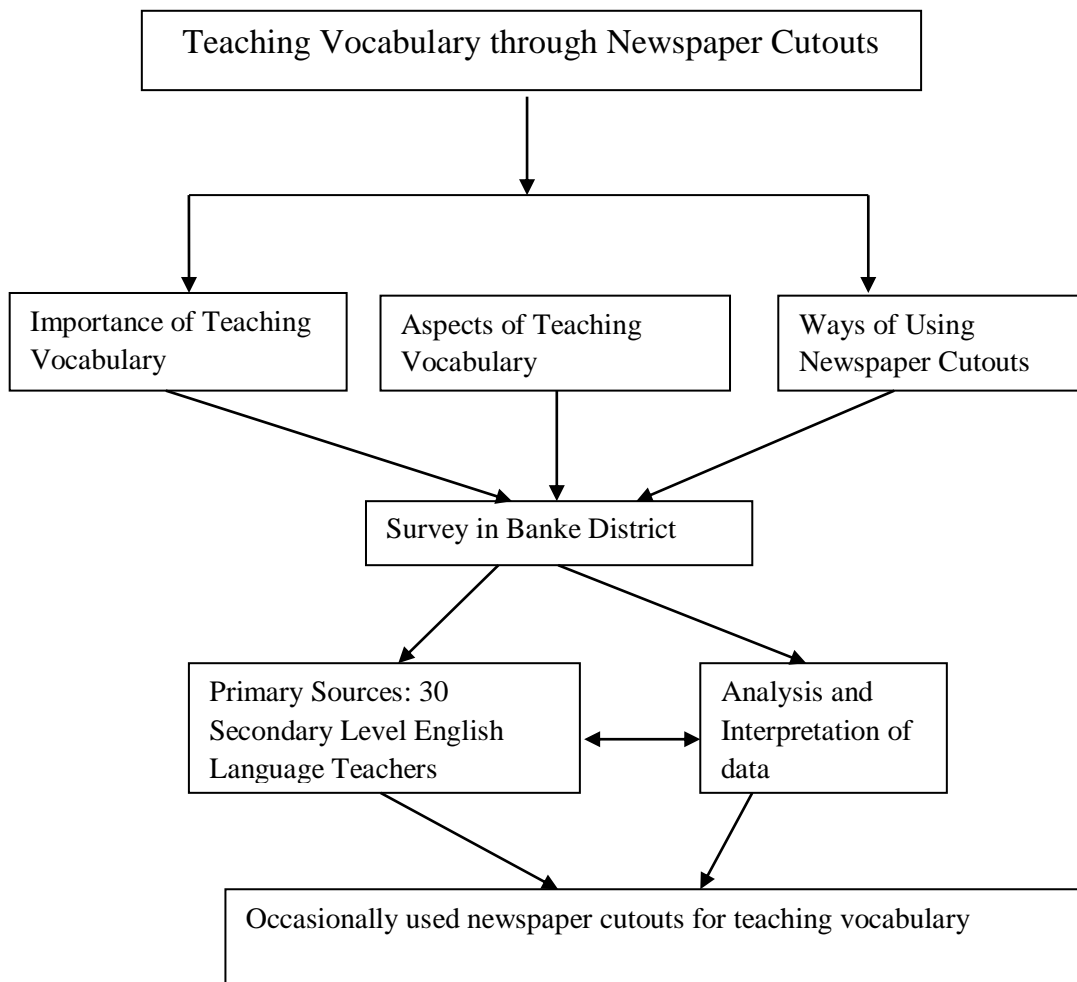 Teaching Vocabulary through Newspaper Cutouts
Importance of Teaching
Vocabulary
Aspects of Teaching
Vocabulary
Ways of Using
Newspaper Cutouts
Survey in Banke District
Primary Sources: 30
Secondary Level English
Language Teachers
Analysis and
Interpretation of
data
Occasionally used newspaper cutouts for teaching vocabulary